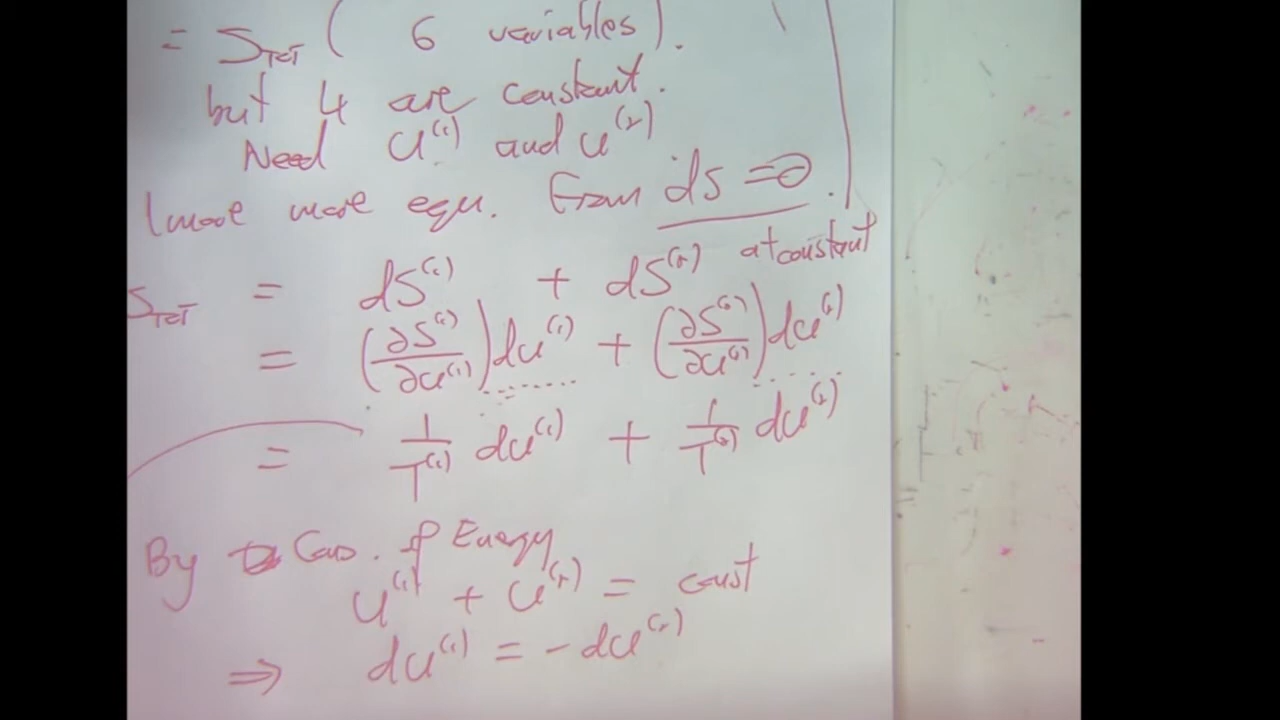 = S_TOT ( 6 variables ).
but 4 are constant.
Need U^(1) and U^(2)
1 more more equ. From dS = 0.
at constant
S_TOT = dS^(1) + dS^(2)
= (∂S^(1)/∂U^(1)) dU^(1) + (∂S^(2)/∂U^(2)) dU^(2)
= 1/T^(1) dU^(1) + 1/T^(2) dU^(2)
By Con. of Energy
U^(1) + U^(2) = const
⇒ dU^(1) = -dU^(2)